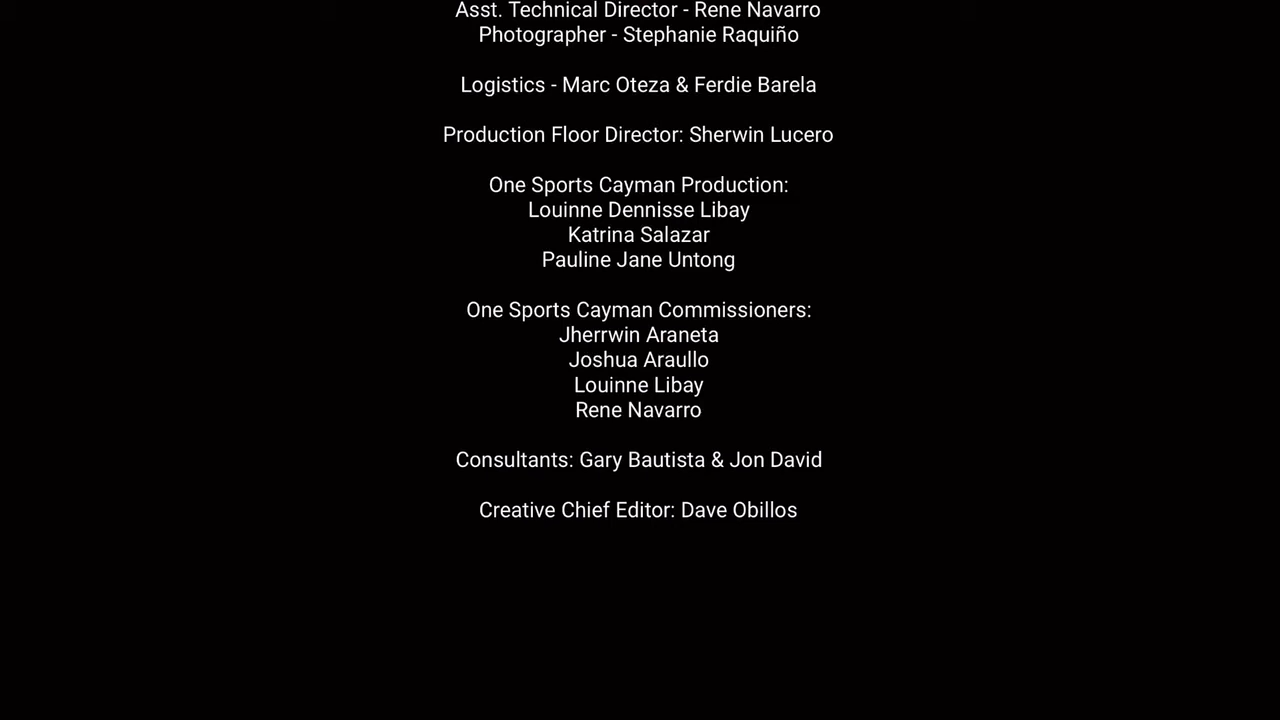 Asst. Technical Director - Rene Navarro
Photographer - Stephanie Raquiño
Logistics - Marc Oteza & Ferdie Barela
Production Floor Director: Sherwin Lucero
One Sports Cayman Production:
Louinne Dennisse Libay
Katrina Salazar
Pauline Jane Untong
One Sports Cayman Commissioners:
Jherrwin Araneta
Joshua Araullo
Louinne Libay
Rene Navarro
Consultants: Gary Bautista & Jon David
Creative Chief Editor: Dave Obillos